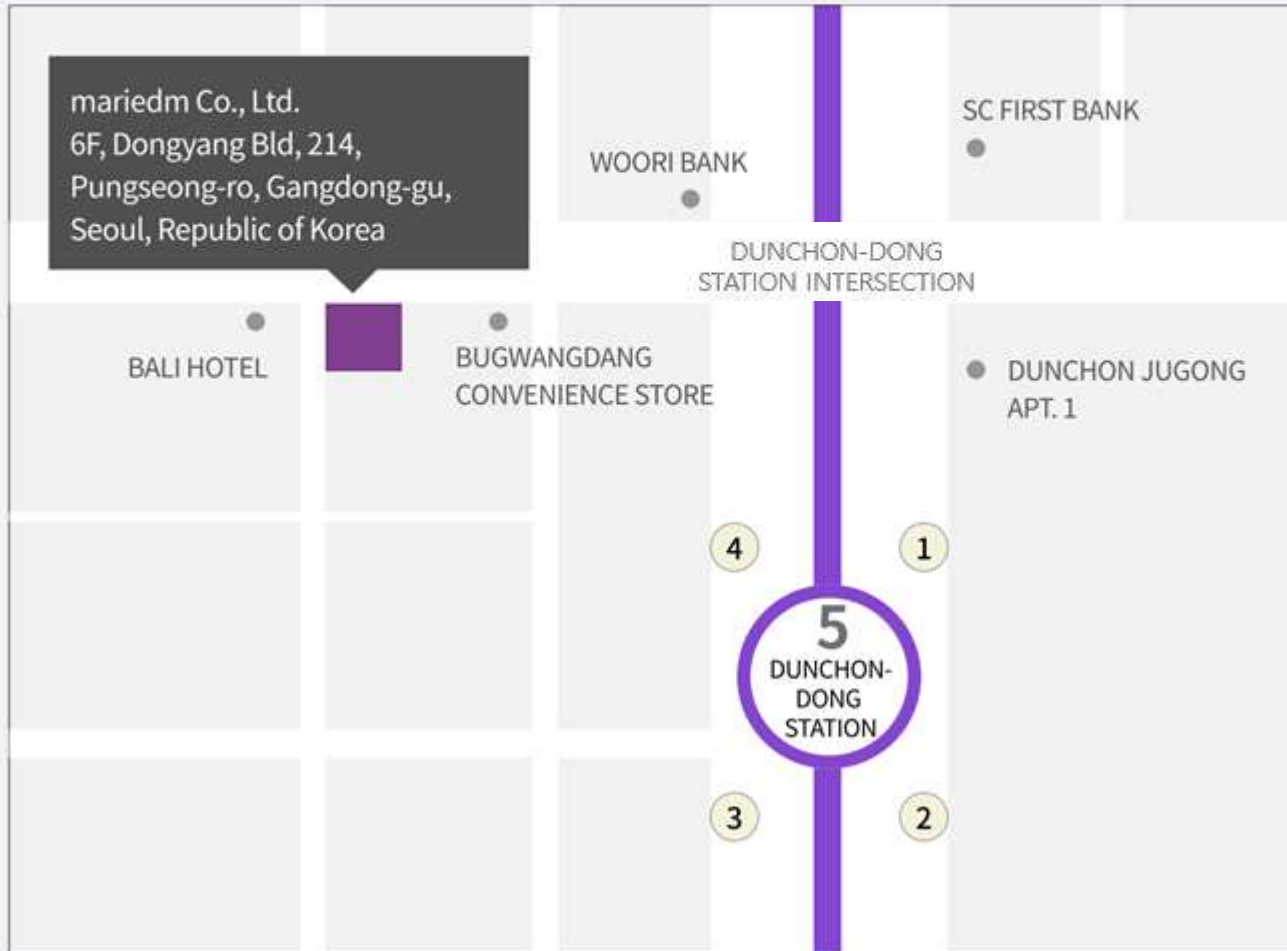 mariedm Co., Ltd.
6F, Dongyang Bld, 214,
Pungseong-ro, Gangdong-gu,
Seoul, Republic of Korea
SC FIRST BANK
WOORI BANK
DUNCHON-DONG
STATION INTERSECTION
BALI HOTEL
BUGWANGDANG
CONVENIENCE STORE
DUNCHON JUGONG
APT. 1
4
1
5
DUNCHON-
DONG
STATION
3
2